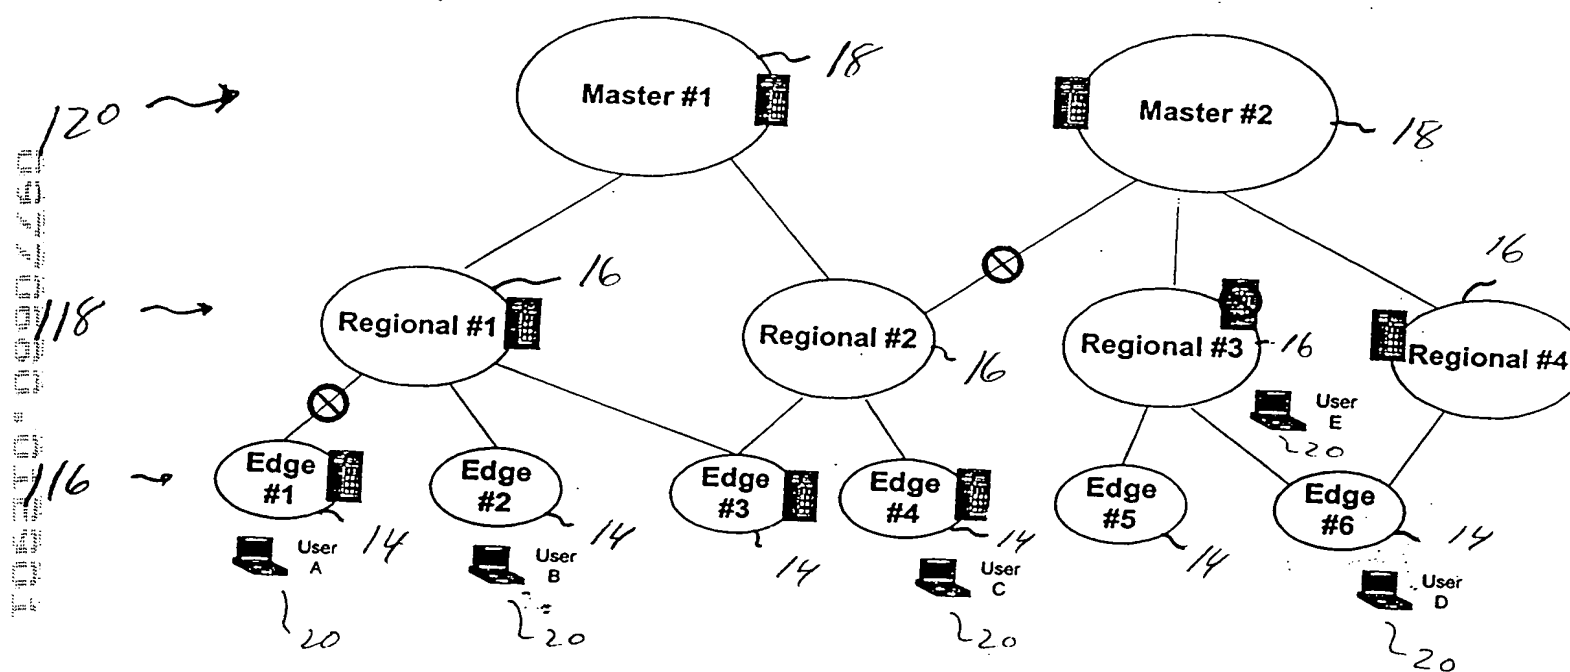 18
Master #1
120
Master #2
18
16
16
118
Regional #1
Regional #2
16
Regional #3
16
Regional #4
User
E
20
116
Edge
#1
Edge
#2
Edge
#3
Edge
#4
Edge
#5
Edge
#6
14
14
14
14
14
14
User
A
User
B
User
C
User
D
20
20
20
20